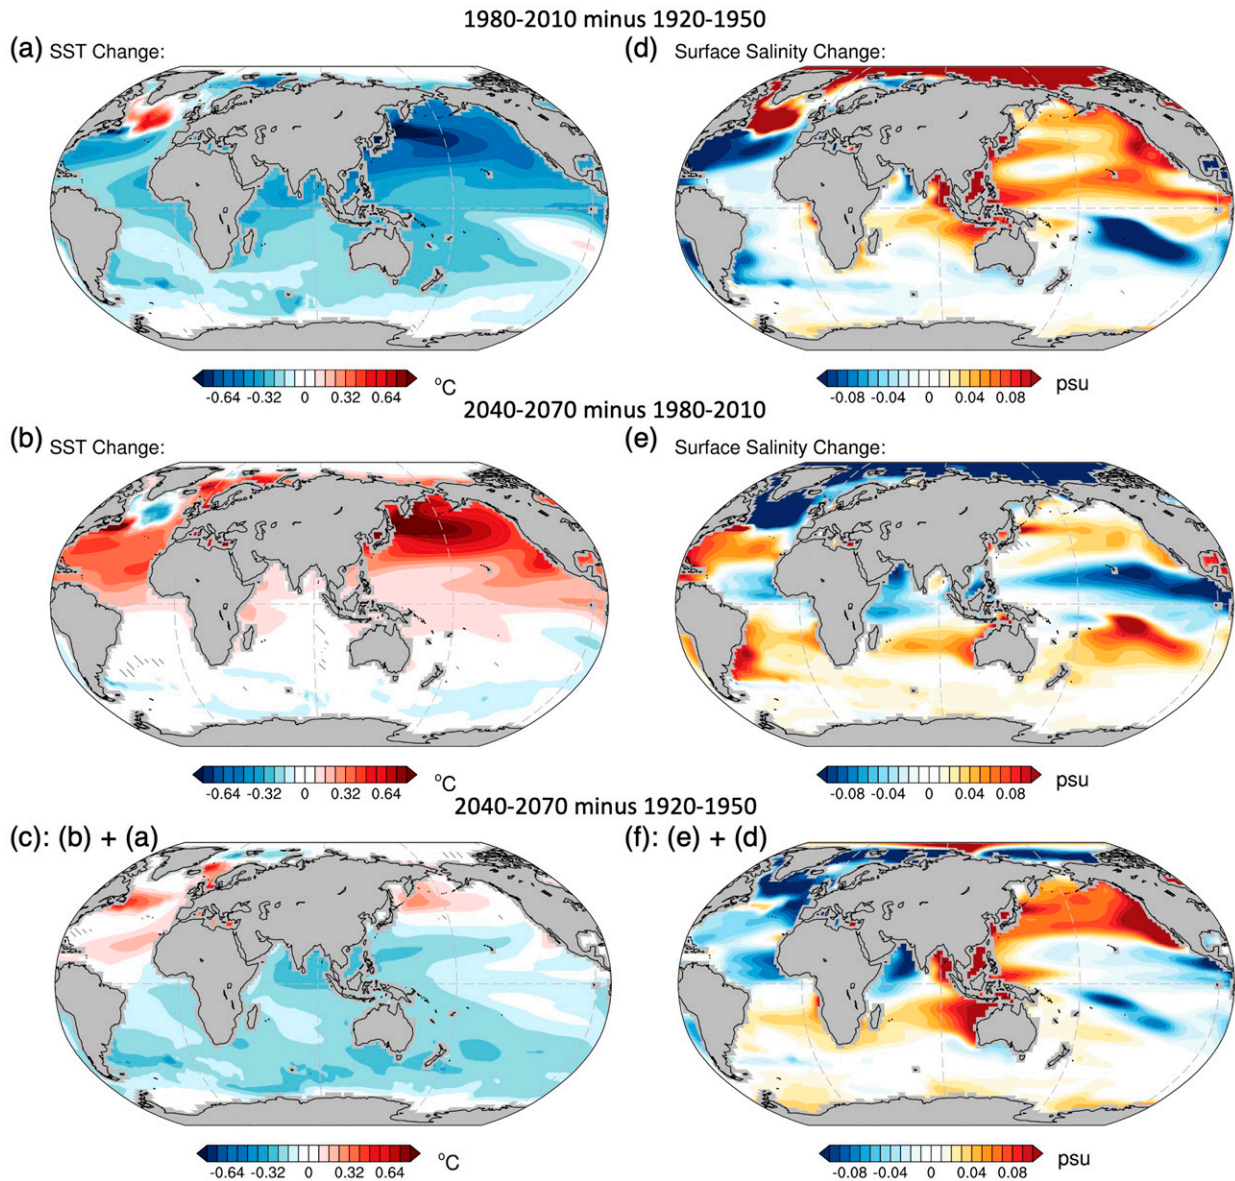 1980-2010 minus 1920-1950
(a) SST Change:
(d) Surface Salinity Change:
-0.64 -0.32 0 0.32 0.64 °C
-0.08 -0.04 0 0.04 0.08 psu
2040-2070 minus 1980-2010
(b) SST Change:
(e) Surface Salinity Change:
-0.64 -0.32 0 0.32 0.64 °C
-0.08 -0.04 0 0.04 0.08 psu
2040-2070 minus 1920-1950
(c): (b) + (a)
(f): (e) + (d)
-0.64 -0.32 0 0.32 0.64 °C
-0.08 -0.04 0 0.04 0.08 psu